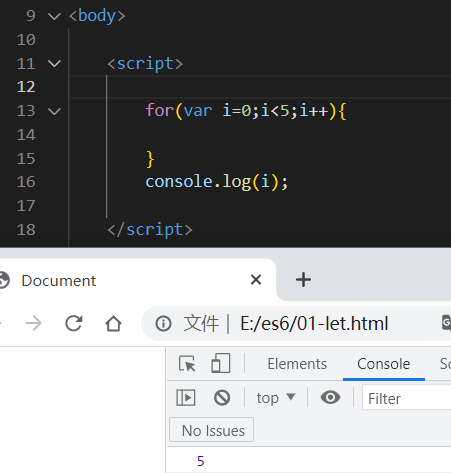 9 <body>
10
11 <script>
12
13 for(var i=0;i<5;i++){
14
15 }
16 console.log(i);
17
18 </script>
Document
文件 | E:/es6/01-let.html
Elements Console
top Filter
No Issues
5